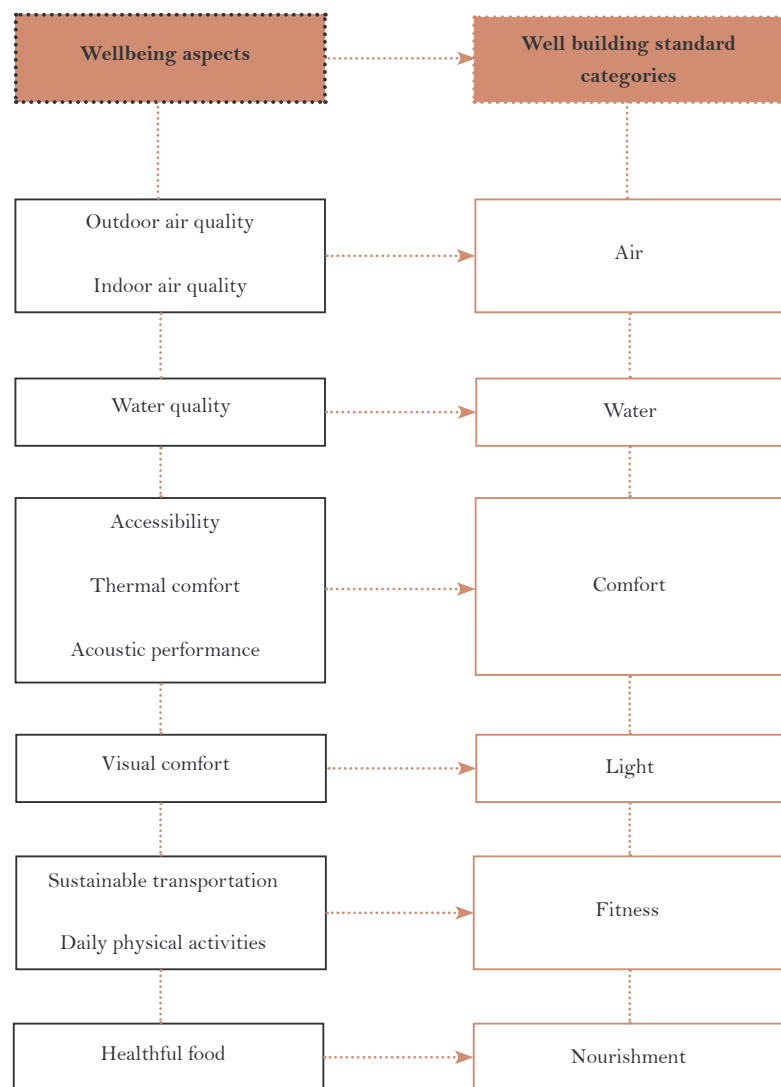 Wellbeing aspects
Well building standard
categories
Outdoor air quality
Indoor air quality
Air
Water quality
Water
Accessibility
Thermal comfort
Acoustic performance
Comfort
Visual comfort
Light
Sustainable transportation
Daily physical activities
Fitness
Healthful food
Nourishment